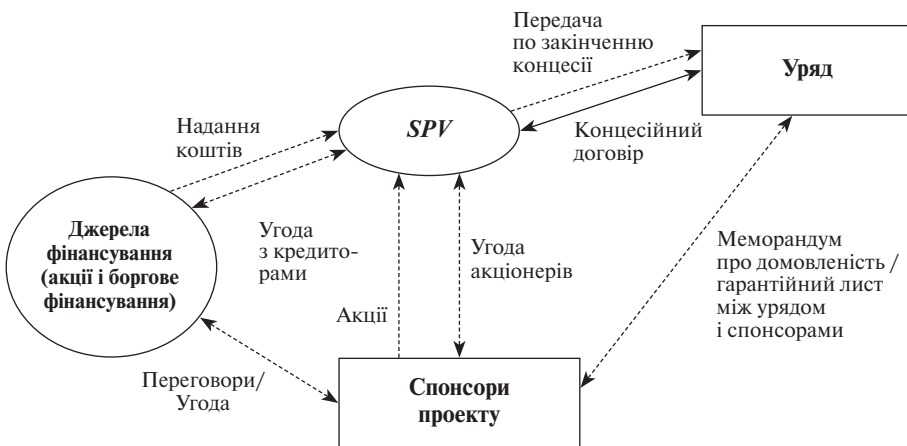 Передача
по закінченню
концесії
Уряд
SPV
Надання
коштів
Концесійний
договір
Джерела
фінансування
(акції і боргове
фінансування)
Угода
з кредито-
рами
Угода
акціонерів
Меморандум
про домовленість /
гарантійний лист
між урядом
і спонсорами
Акції
Переговори/
Угода
Спонсори
проекту